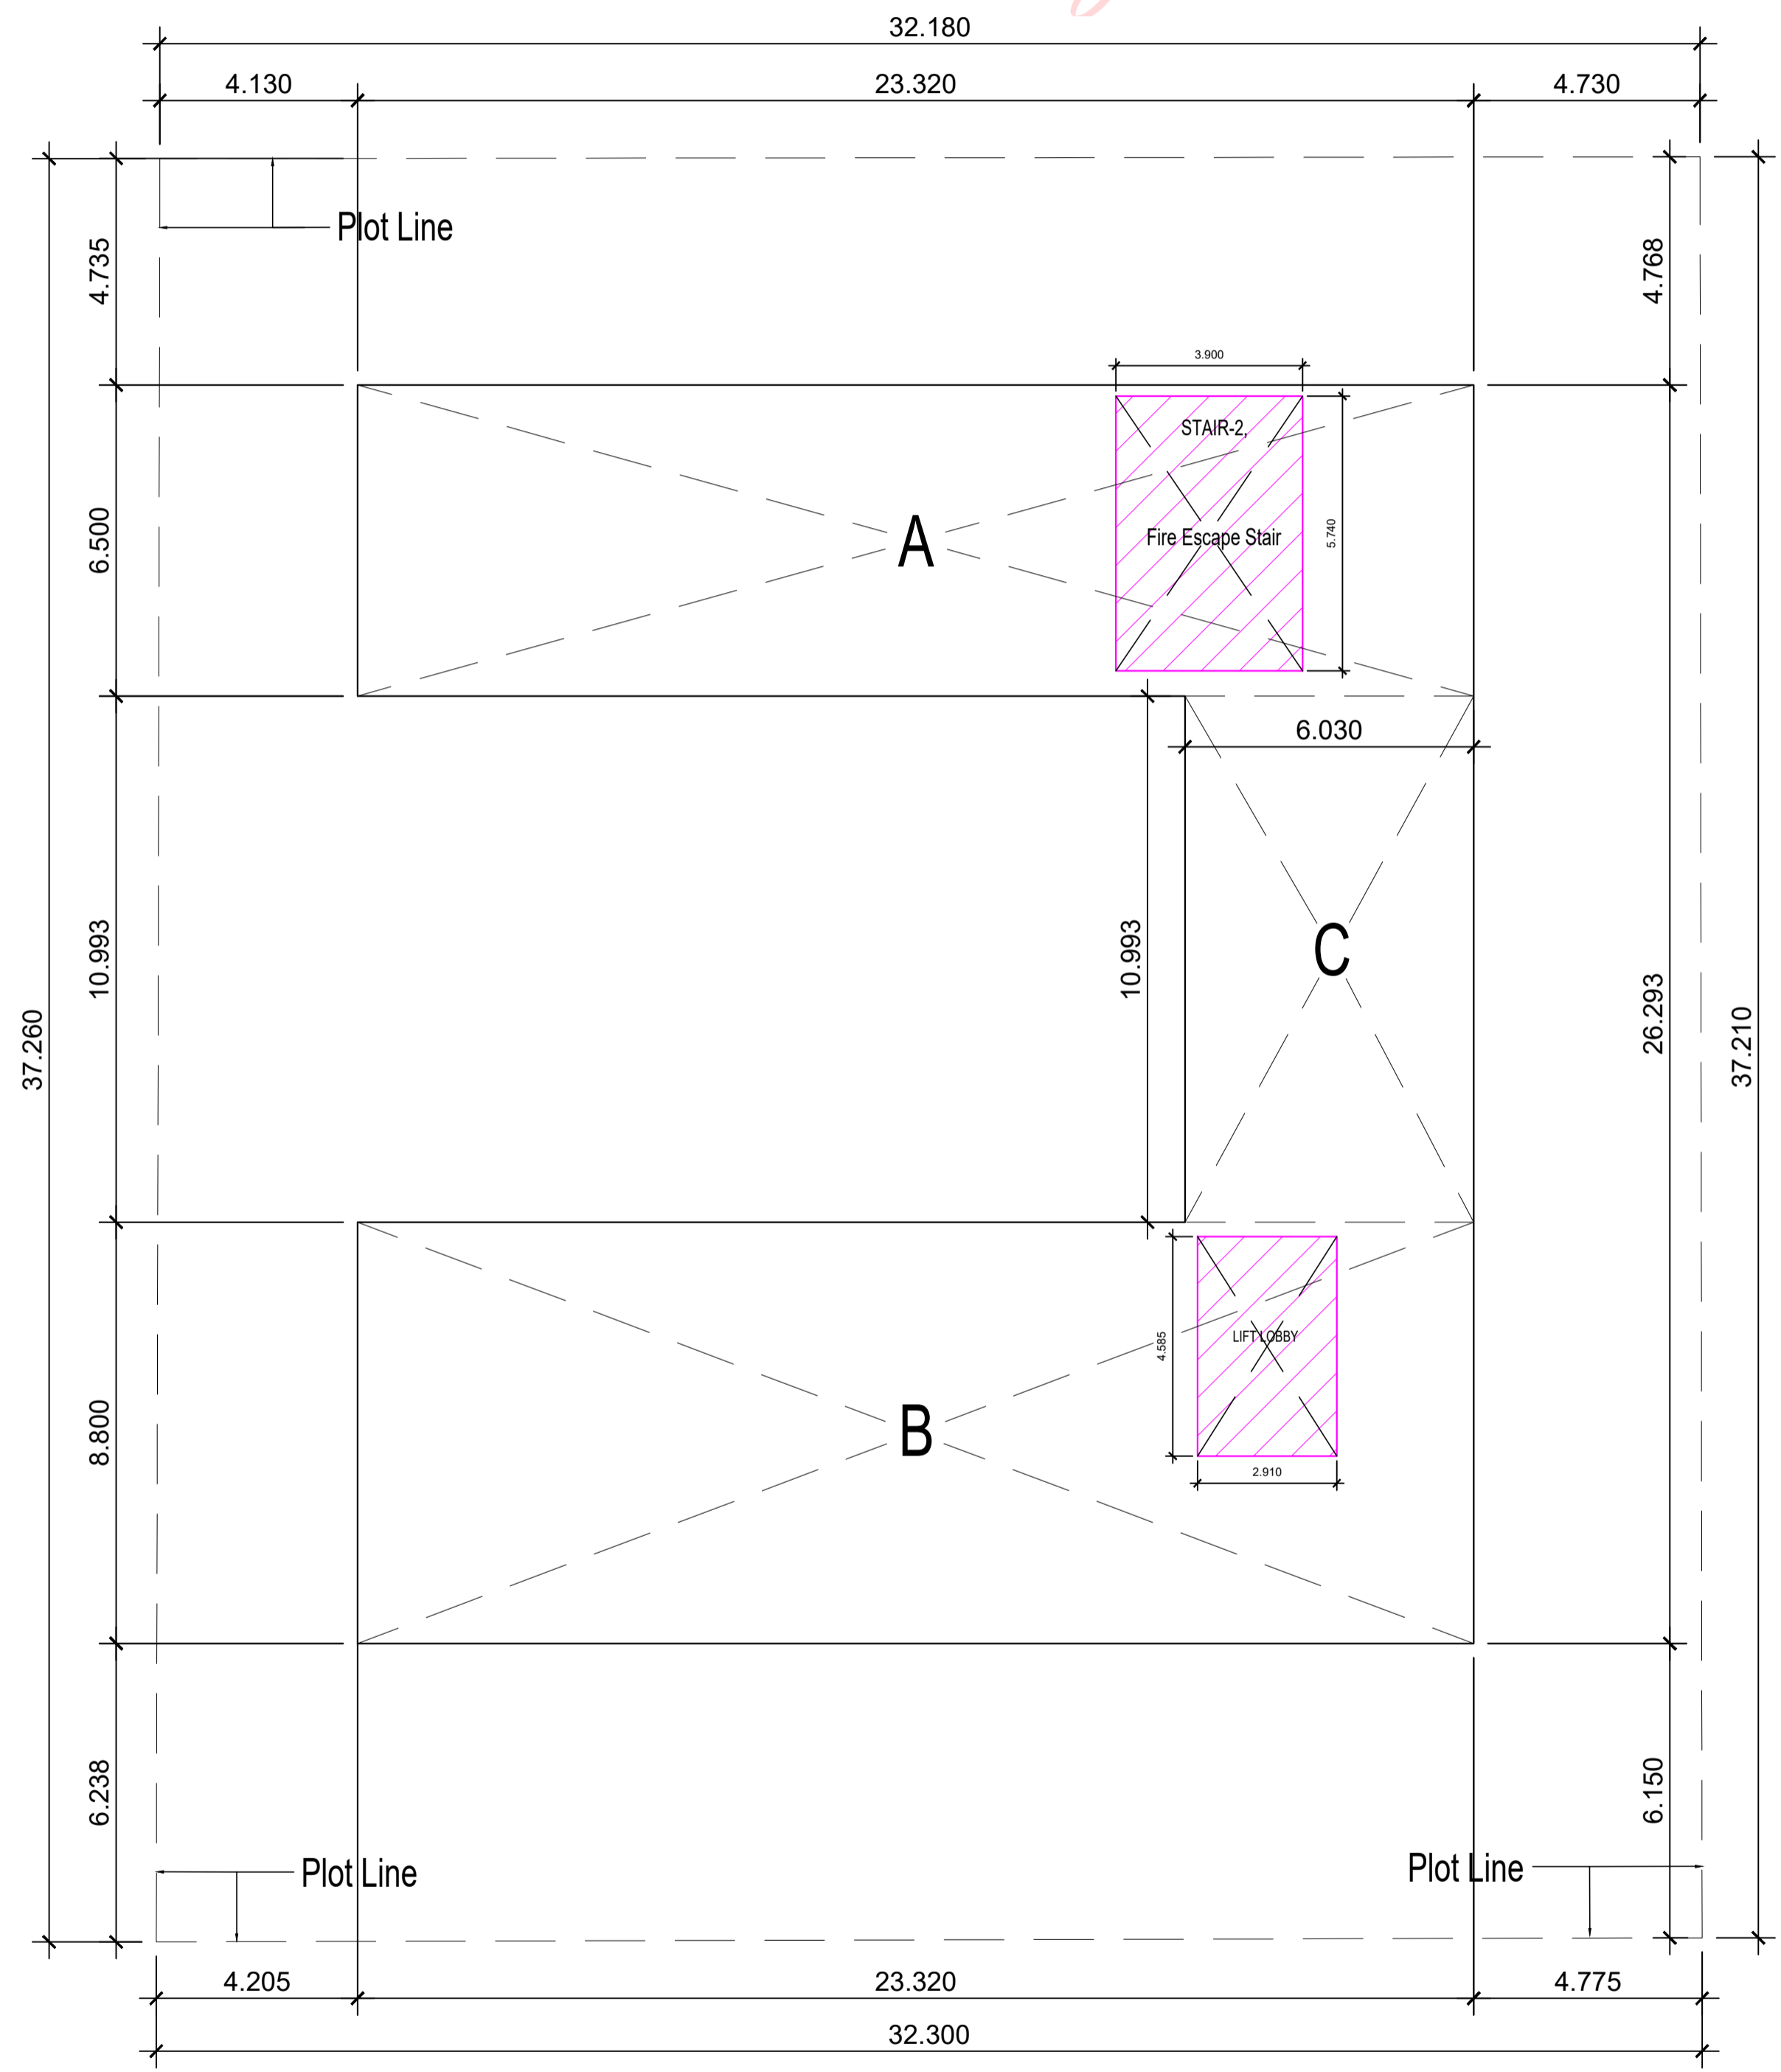 32.180
4.130
23.320
4.730
Plot Line
4.735
4.768
3.900
STAIR-2,
Fire Escape Stair
5.740
A
6.500
6.030
10.993
10.993
C
37.260
26.293
37.210
4.585
LIFT LOBBY
2.910
B
8.800
6.238
6.150
Plot Line
Plot Line
4.205
23.320
4.775
32.300